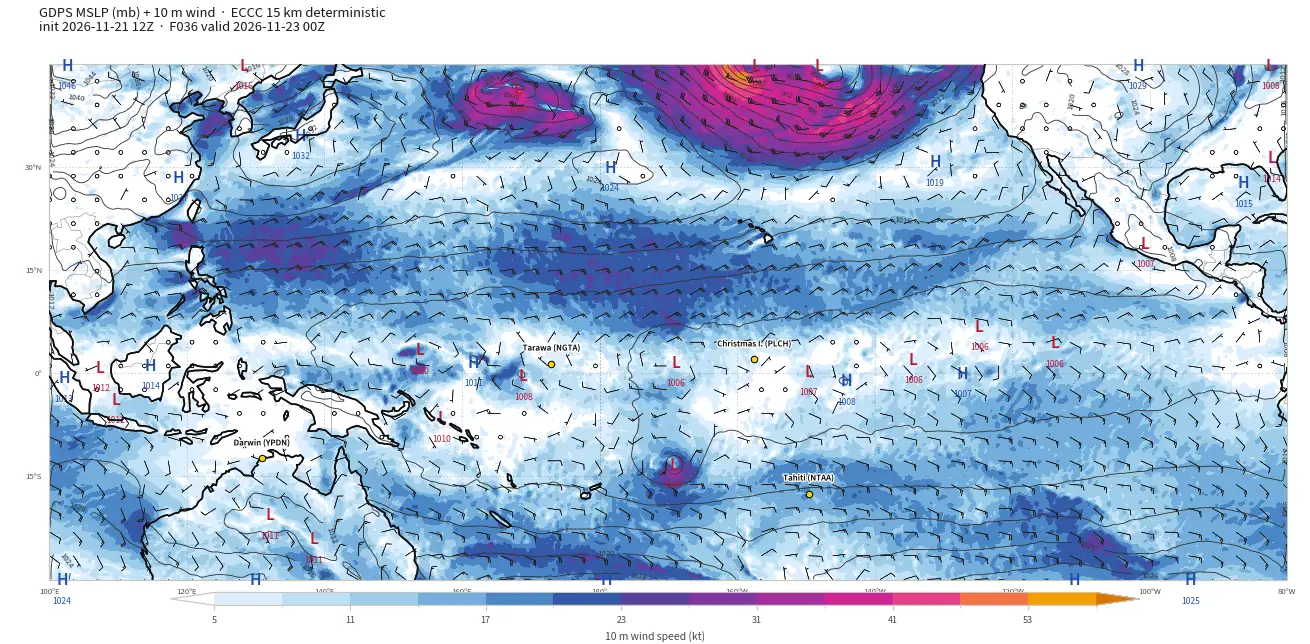 GDPS MSLP (mb) + 10 m wind · ECCC 15 km deterministic
init 2026-11-21 12Z · F036 valid 2026-11-23 00Z
H
L
L
L
H
L
1046
1029
1008
H
1032
H
H
H
L
1024
1019
1014
H
1015
L
1007
30°N
15°N
0°
15°S
L
1006
L
1006
Christmas I. (PLCH)
Tarawa (NGTA)
L
H
L
1006
L
1006
L
1007
H
1008
H
1007
L
1008
L
1012
H
1014
H
L
L
1010
Darwin (YPDN)
L
Tahiti (NTAA)
L
1011
L
1011
H
H
H
H
H
1024
1025
100°E
120°E
140°E
160°E
180°
160°W
140°W
120°W
100°W
80°W
5
11
17
23
31
41
53
10 m wind speed (kt)